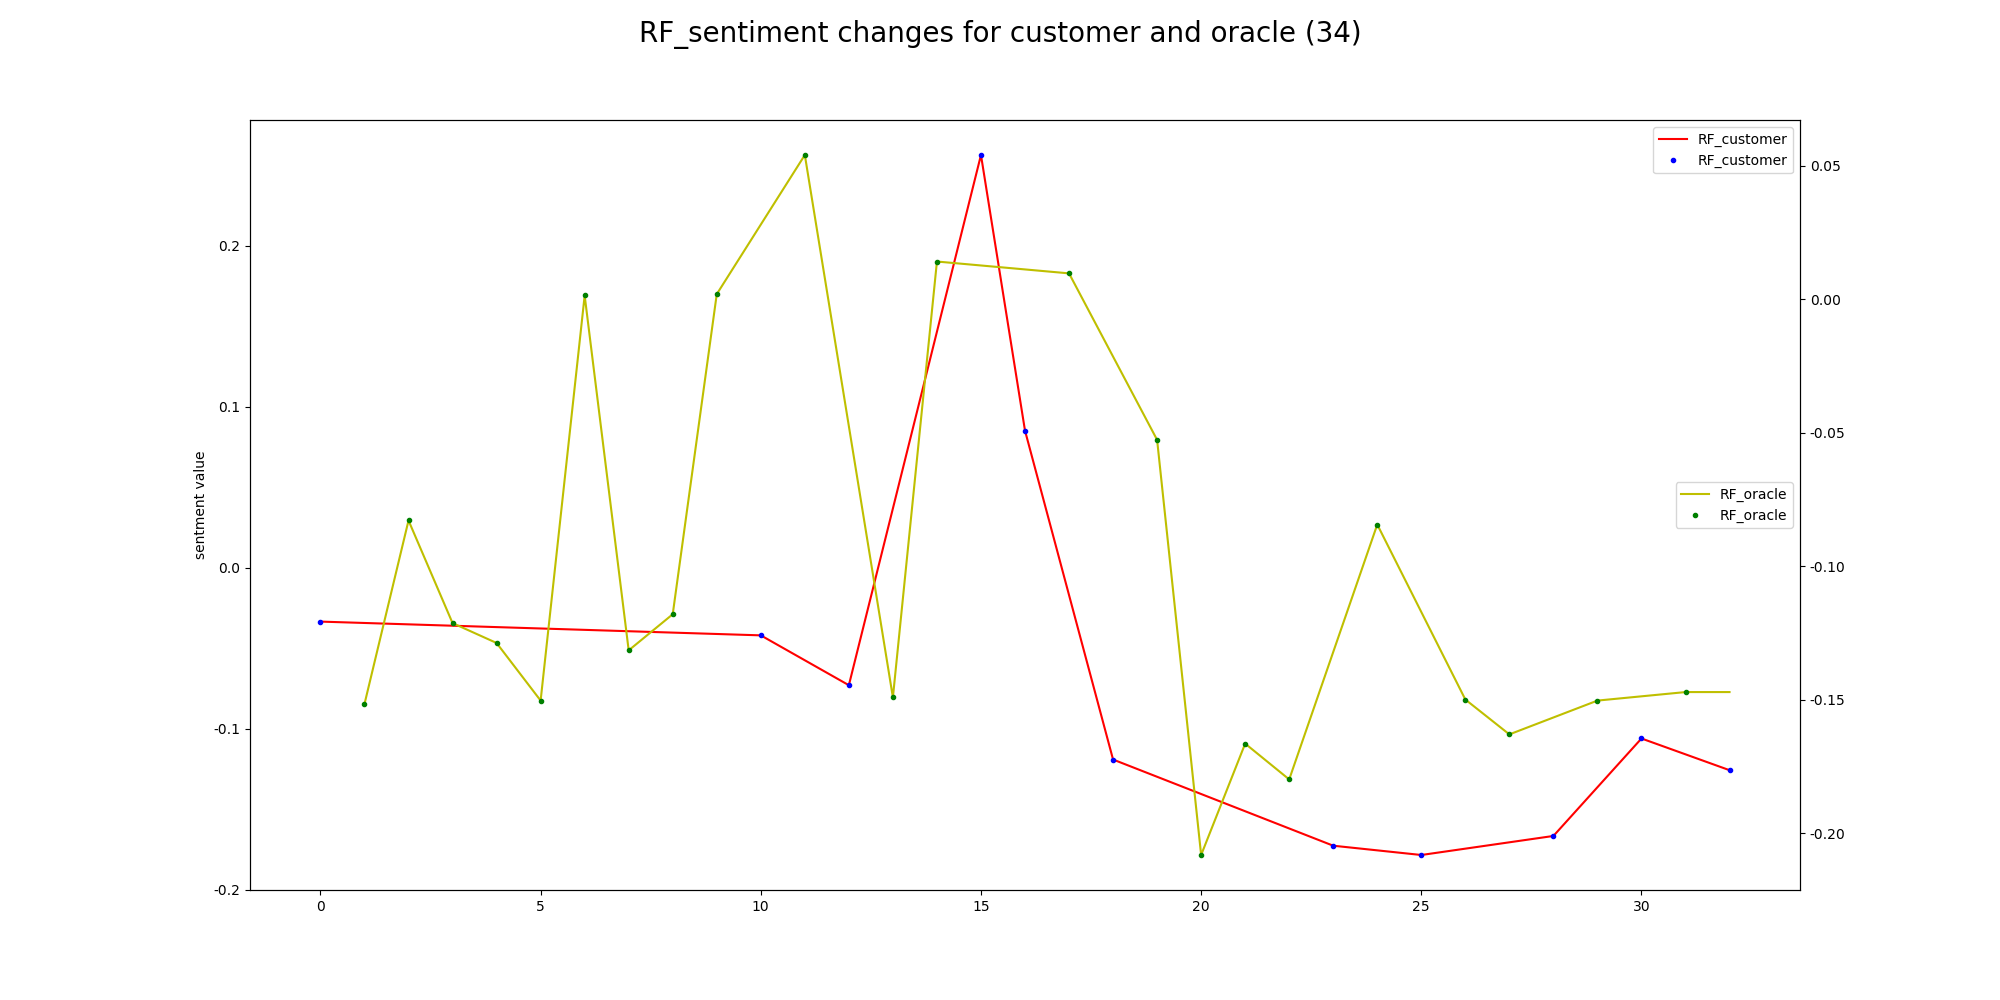 RF_sentiment changes for customer and oracle (34)
RF_customer
RF_customer
RF_oracle
RF_oracle
sentment value
0.2
0.1
0.0
-0.1
-0.2
0.05
0.00
-0.05
-0.10
-0.15
-0.20
0 5 10 15 20 25 30